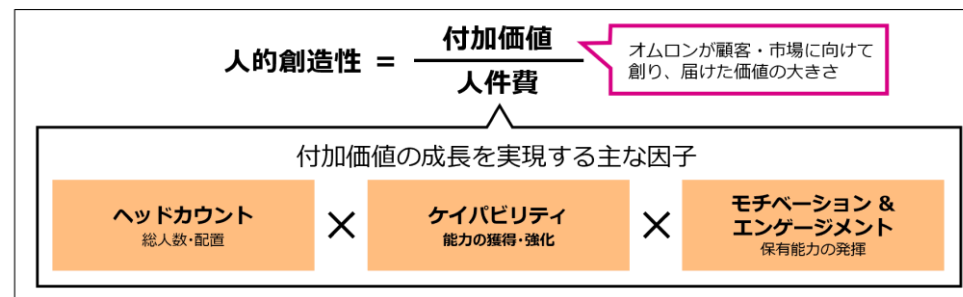 人的創造性 =
付加価値
人件費
オムロンが顧客・市場に向けて
創り、届けた価値の大きさ
付加価値の成長を実現する主な因子
ヘッドカウント
総人数・配置
×
ケイパビリティ
能力の獲得・強化
×
モチベーション &
エンゲージメント
保有能力の発揮